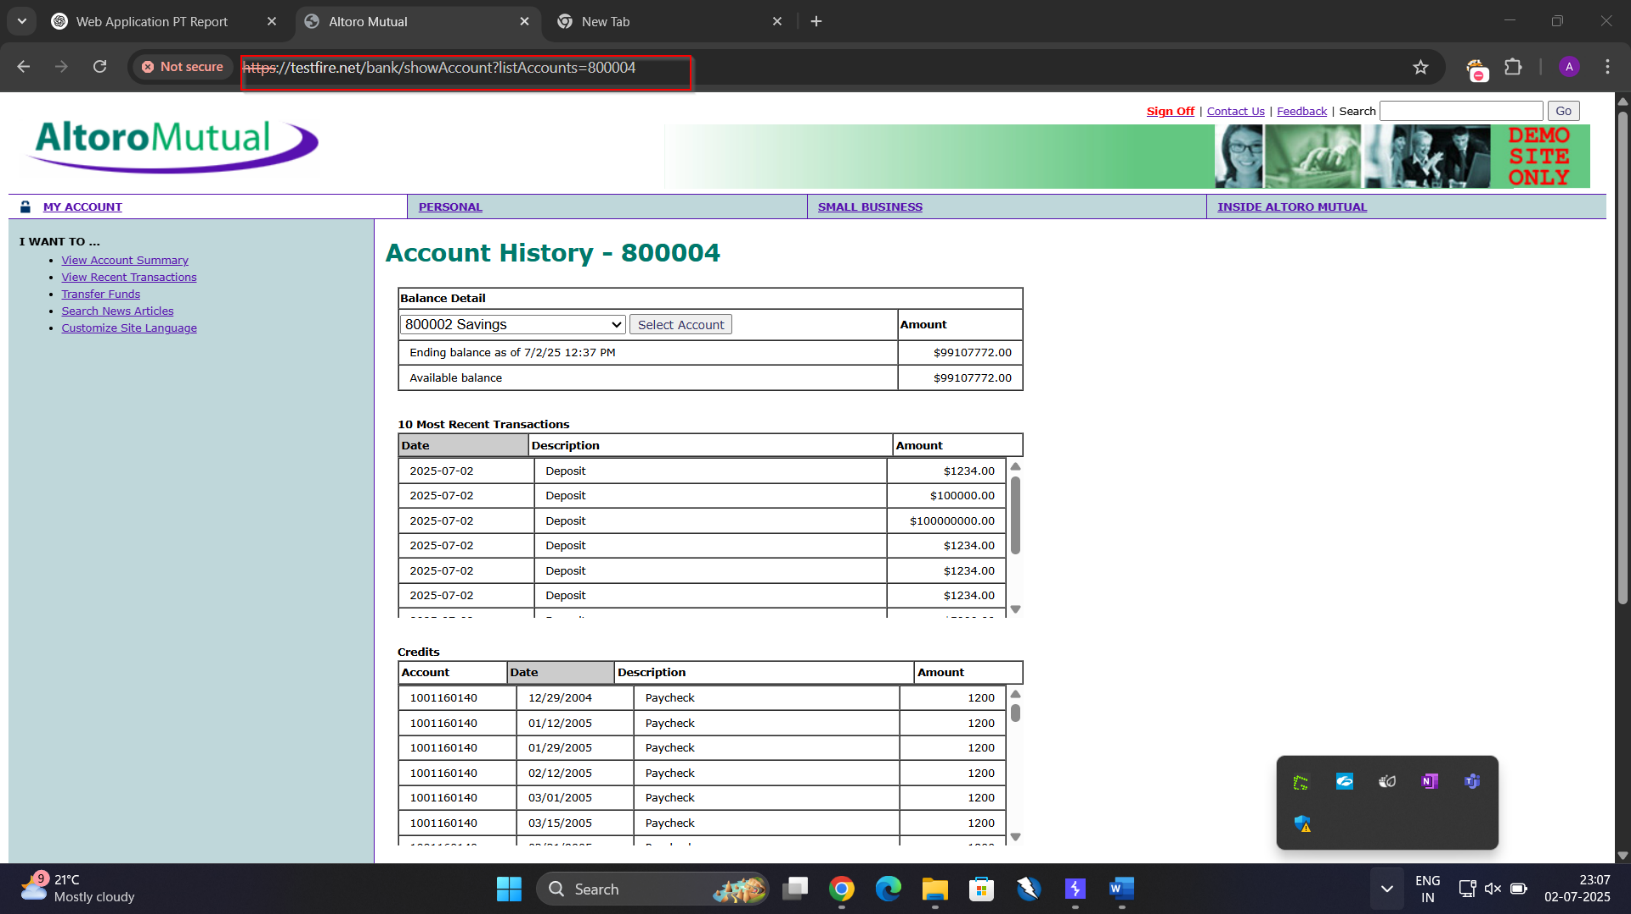 Web Application PT Report
Altoro Mutual
New Tab
Not secure
https://testfire.net/bank/showAccount?listAccounts=800004
A
Sign Off | Contact Us | Feedback | Search
Go
AltoroMutual
DEMO
SITE
ONLY
MY ACCOUNT
PERSONAL
SMALL BUSINESS
INSIDE ALTORO MUTUAL
I WANT TO ...
• View Account Summary
• View Recent Transactions
• Transfer Funds
• Search News Articles
• Customize Site Language
Account History - 800004
Balance Detail
800002 Savings Select Account Amount
Ending balance as of 7/2/25 12:37 PM $99107772.00
Available balance $99107772.00
10 Most Recent Transactions
Date Description Amount
2025-07-02 Deposit $1234.00
2025-07-02 Deposit $100000.00
2025-07-02 Deposit $100000000.00
2025-07-02 Deposit $1234.00
2025-07-02 Deposit $1234.00
2025-07-02 Deposit $1234.00
Credits
Account Date Description Amount
1001160140 12/29/2004 Paycheck 1200
1001160140 01/12/2005 Paycheck 1200
1001160140 01/29/2005 Paycheck 1200
1001160140 02/12/2005 Paycheck 1200
1001160140 03/01/2005 Paycheck 1200
1001160140 03/15/2005 Paycheck 1200
9
21°C
Mostly cloudy
Search
ENG
IN
23:07
02-07-2025